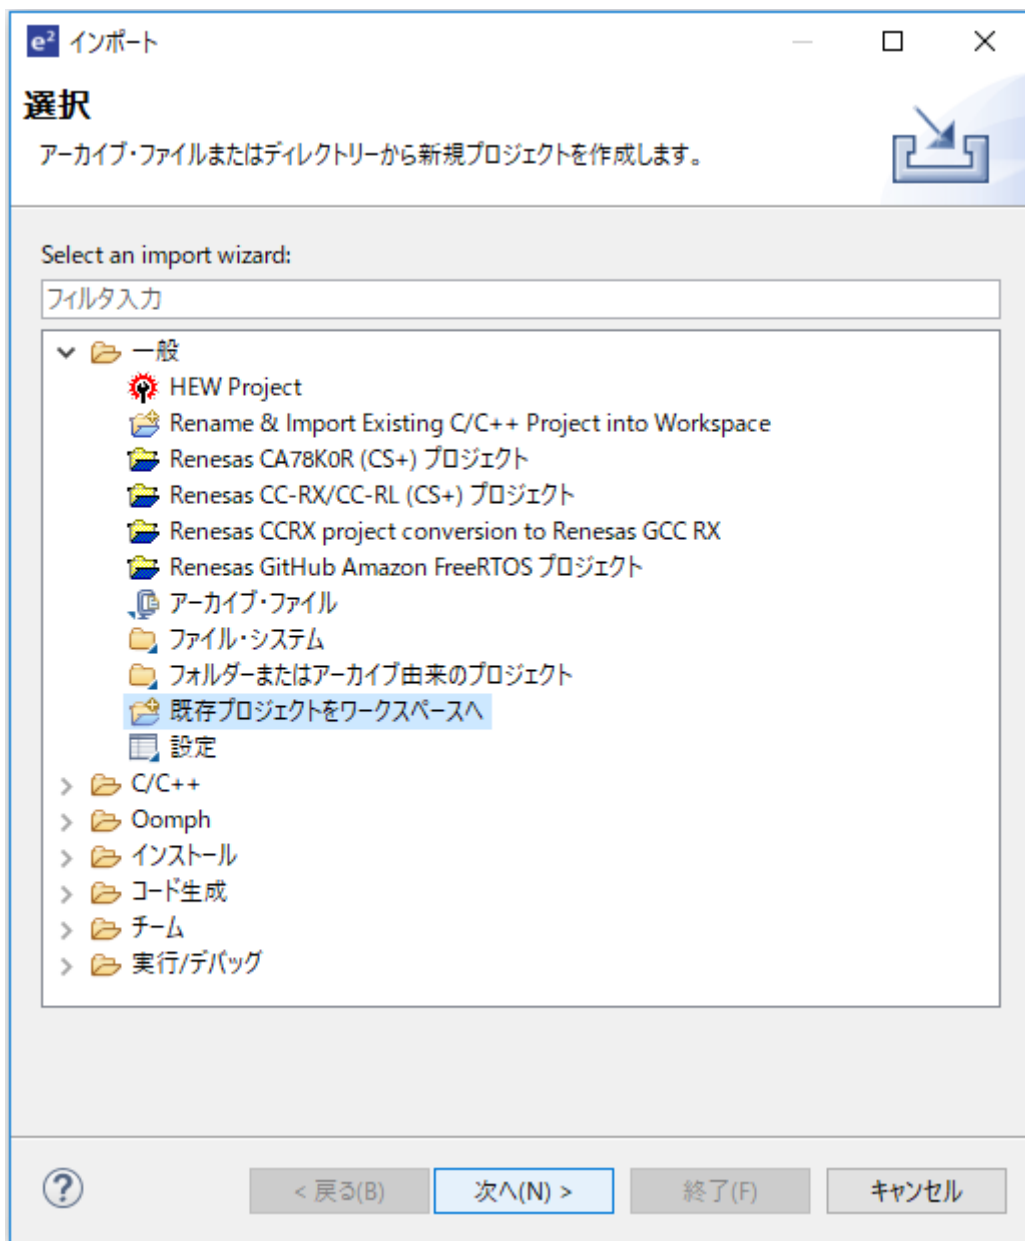 e² インポート
選択
アーカイブ・ファイルまたはディレクトリーから新規プロジェクトを作成します。
Select an import wizard:
フィルタ入力
一般
HEW Project
Rename & Import Existing C/C++ Project into Workspace
Renesas CA78K0R (CS+) プロジェクト
Renesas CC-RX/CC-RL (CS+) プロジェクト
Renesas CCRX project conversion to Renesas GCC RX
Renesas GitHub Amazon FreeRTOS プロジェクト
アーカイブ・ファイル
ファイル・システム
フォルダーまたはアーカイブ由来のプロジェクト
既存プロジェクトをワークスペースへ
設定
C/C++
Oomph
インストール
コード生成
チーム
実行/デバッグ
? < 戻る(B) 次へ(N) > 終了(F) キャンセル